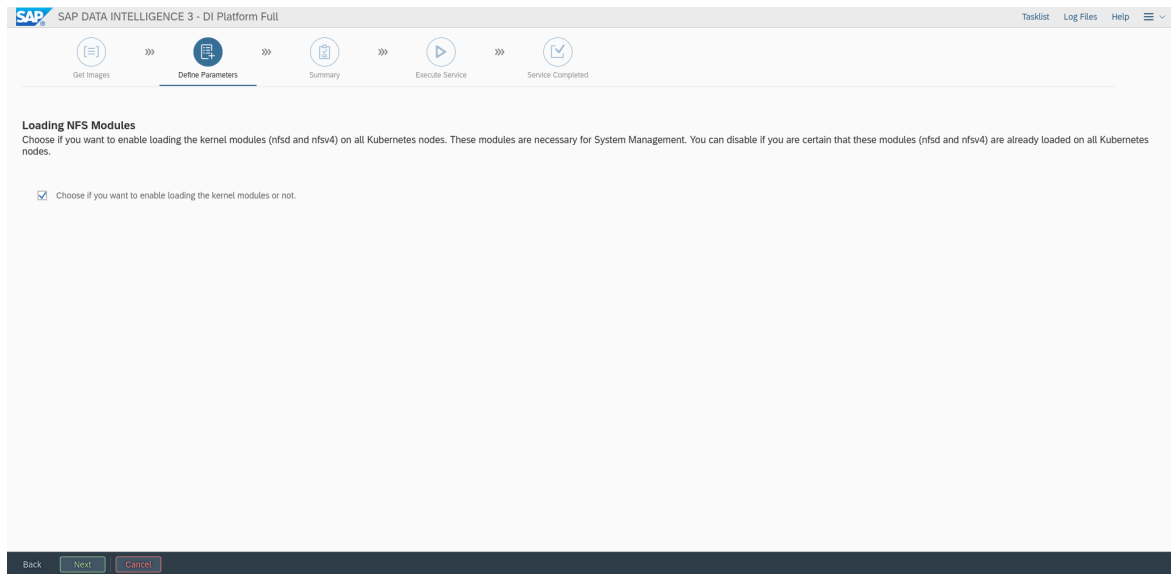 SAP SAP DATA INTELLIGENCE 3 - DI Platform Full Tasklist Log Files Help
Get Images Define Parameters Summary Execute Service Service Completed
Loading NFS Modules
Choose if you want to enable loading the kernel modules (nfsd and nfsv4) on all Kubernetes nodes. These modules are necessary for System Management. You can disable if you are certain that these modules (nfsd and nfsv4) are already loaded on all Kubernetes
nodes.
Choose if you want to enable loading the kernel modules or not.
Back Next Cancel